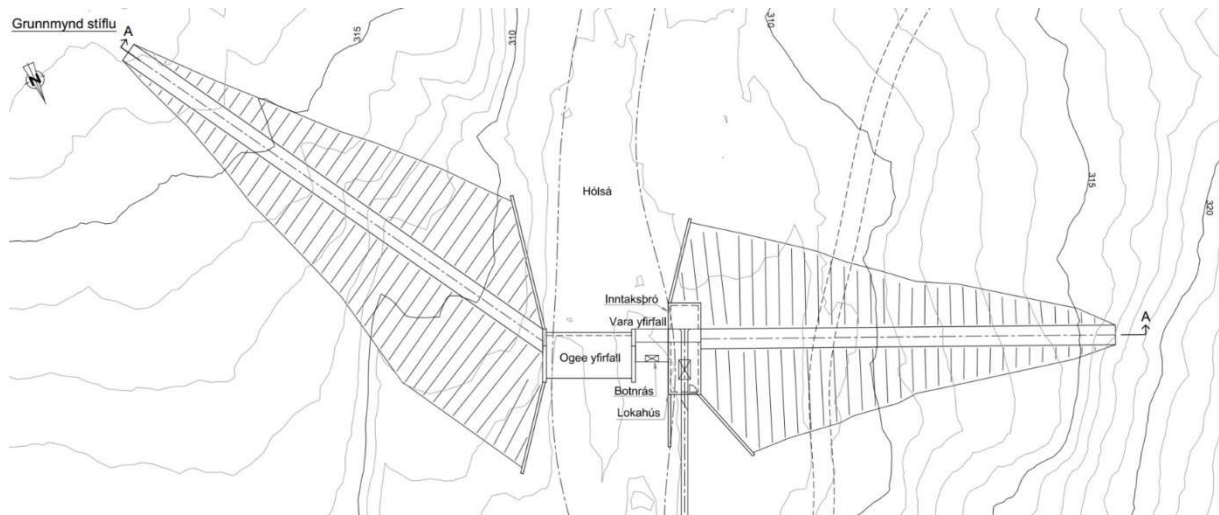 Grunnmynd stíflu
A
N
315
310
310
315
320
Hólsá
Inntaksþró
Vara yfirfall
Ogee yfirfall
Botnrás
Lokahús
A